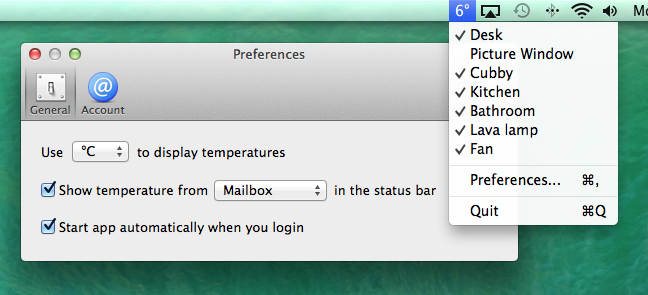 6°
Mo
Desk
Picture Window
Cubby
Kitchen
Bathroom
Lava lamp
Fan
Preferences... ⌘,
Quit ⌘Q
Preferences
General
@
Account
Use °C to display temperatures
Show temperature from Mailbox in the status bar
Start app automatically when you login